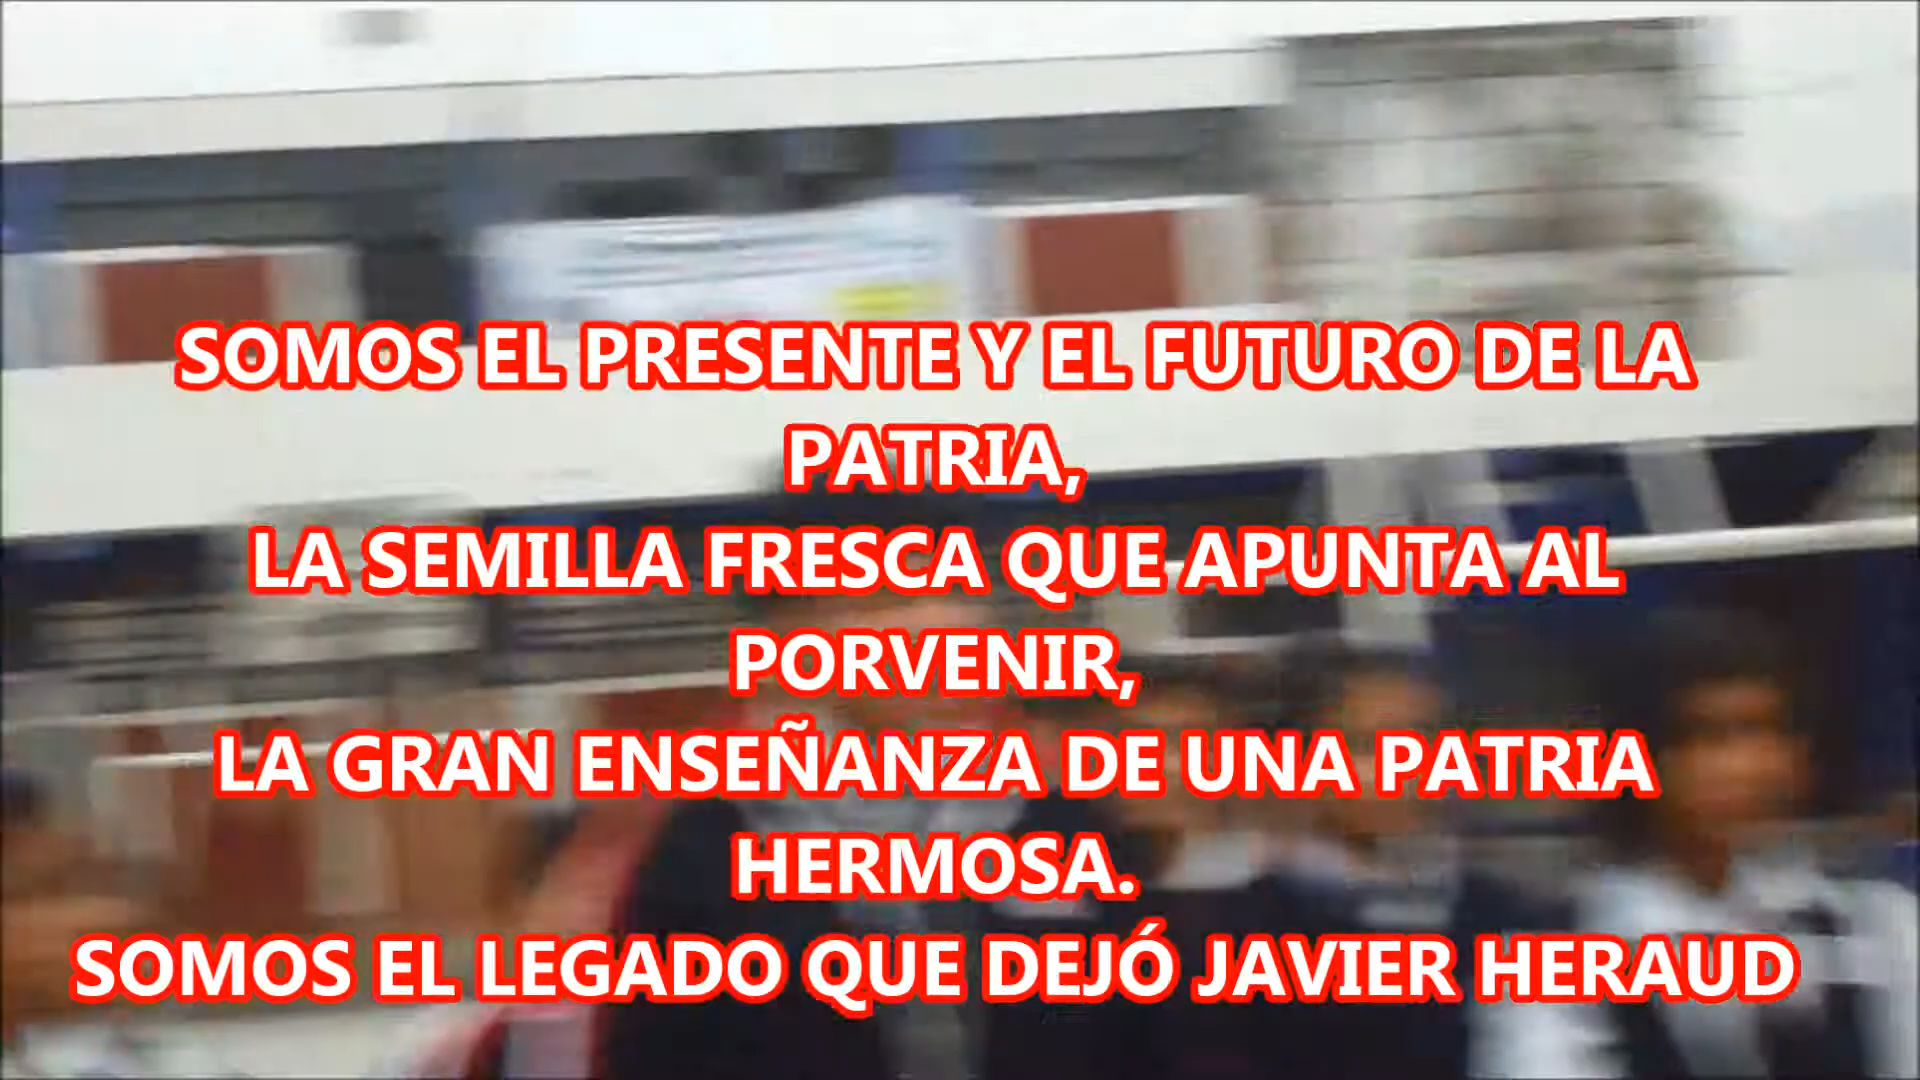 SOMOS EL PRESENTE Y EL FUTURO DE LA
PATRIA,
LA SEMILLA FRESCA QUE APUNTA AL
PORVENIR,
LA GRAN ENSEÑANZA DE UNA PATRIA
HERMOSA.
SOMOS EL LEGADO QUE DEJÓ JAVIER HERAUD